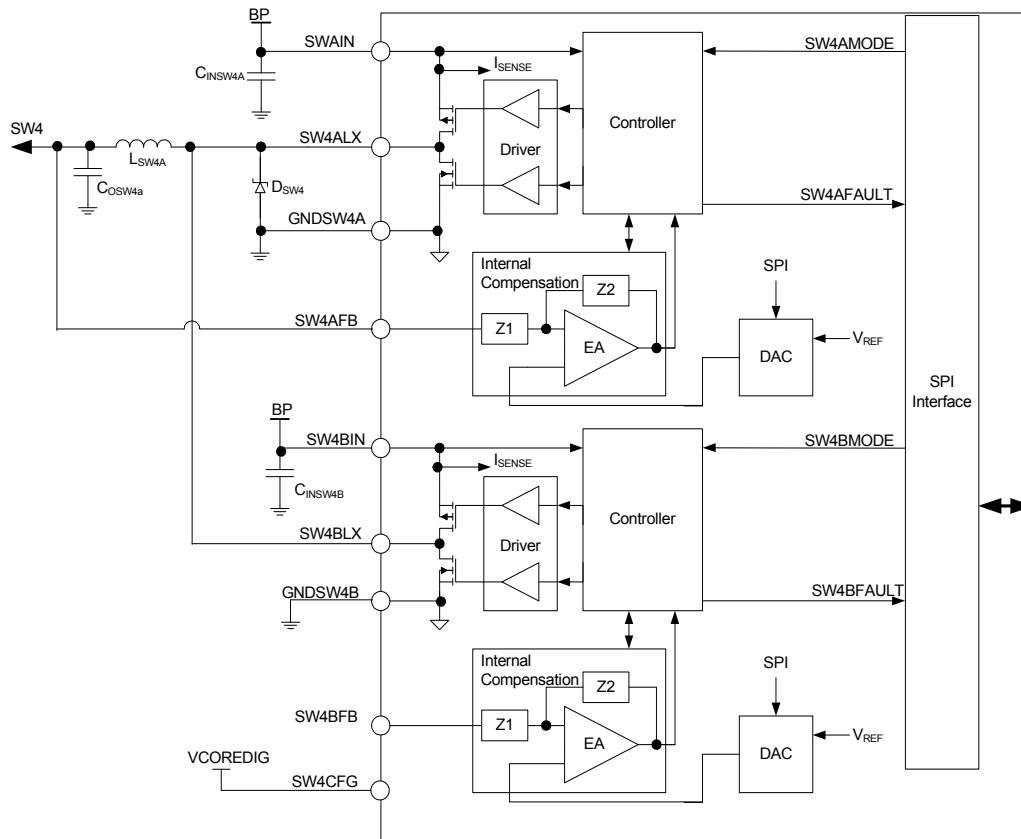 BP
SWAIN
CINSW4A
ISENSE
SW4AMODE
SW4
LSW4A
COSW4a
SW4ALX
DSW4
GNDSW4A
Driver
Controller
SW4AFAULT
Internal
Compensation
Z2
Z1
EA
SW4AFB
SPI
DAC
VREF
SPI
Interface
BP
SW4BIN
CINSW4B
ISENSE
SW4BMODE
SW4BLX
GNDSW4B
Driver
Controller
SW4BFAULT
Internal
Compensation
Z2
Z1
EA
SW4BFB
SPI
DAC
VREF
VCOREDIG
SW4CFG